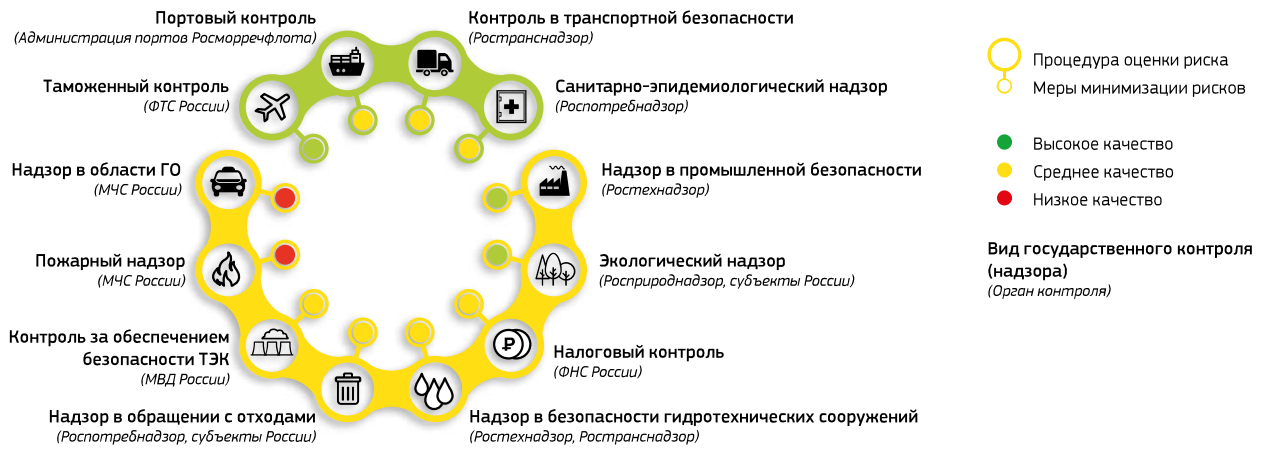 Портовый контроль
(Администрация портов Росморречфлота)
Контроль в транспортной безопасности
(Ространснадзор)
Таможенный контроль
(ФТС России)
Санитарно-эпидемиологический надзор
(Роспотребнадзор)
Надзор в области ГО
(МЧС России)
Надзор в промышленной безопасности
(Ростехнадзор)
Пожарный надзор
(МЧС России)
Экологический надзор
(Росприроднадзор, субъекты России)
Контроль за обеспечением
безопасности ТЭК
(МВД России)
Налоговый контроль
(ФНС России)
Надзор в обращении с отходами
(Роспотребнадзор, субъекты России)
Надзор в безопасности гидротехнических сооружений
(Ростехнадзор, Ространснадзор)
Процедура оценки риска
Меры минимизации рисков
Высокое качество
Среднее качество
Низкое качество
Вид государственного контроля
(надзора)
(Орган контроля)